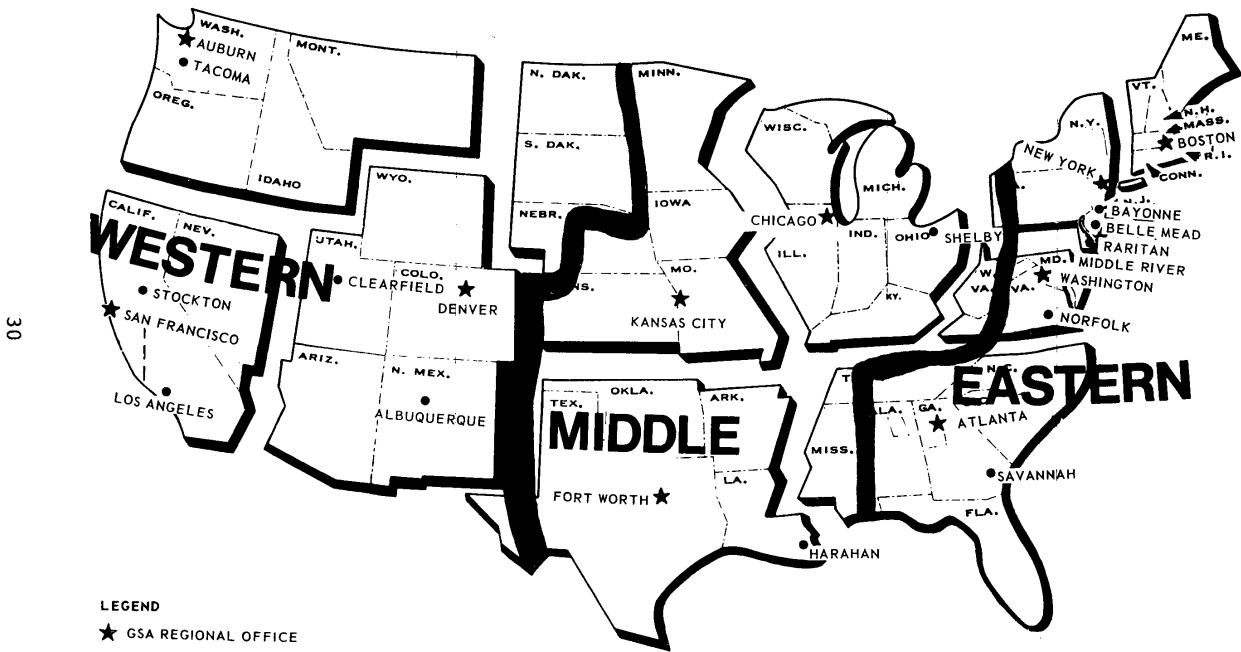 WASH.
AUBURN
TACOMA
MONT.
OREG.
IDAHO
N. DAK.
MINN.
S. DAK.
NEBR.
WYO.
IOWA
WISC.
MICH.
CHICAGO
ILL.
IND.
OHIO
SHELBY
KY.
ME.
VT.
N.H.
MASS.
BOSTON
R.I.
CONN.
N.Y.
NEW YORK
BAYONNE
BELLE MEAD
RARITAN
MD.
MIDDLE RIVER
WASHINGTON
W.
VA.
VA.
NORFOLK
CALIF.
NEV.
WESTERN
UTAH.
CLEARFIELD
COLO.
DENVER
STOCKTON
SAN FRANCISCO
LOS ANGELES
ARIZ.
N. MEX.
ALBUQUERQUE
NS.
MO.
KANSAS CITY
OKLA.
ARK.
TEX.
MIDDLE
FORT WORTH
LA.
HARAHAN
MISS.
T
LA.
GA.
N.C.
EASTERN
ATLANTA
SAVANNAH
FLA.
30
LEGEND
★ GSA REGIONAL OFFICE